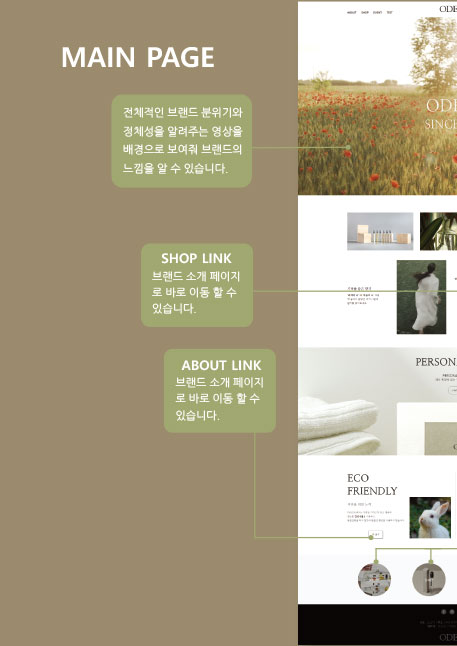 ABOUT SHOP EVENT TEST
ODE
MAIN PAGE
전체적인 브랜드 분위기와
정체성을 알려주는 영상을
배경으로 보여줘 브랜드의
느낌을 알 수 있습니다.
ODE
SINC
SHOP LINK
브랜드 소개 페이지
로 바로 이동 할 수
있습니다.
ABOUT LINK
브랜드 소개 페이지
로 바로 이동 할 수
있습니다.
PERSON
ECO
FRIENDLY
ODE